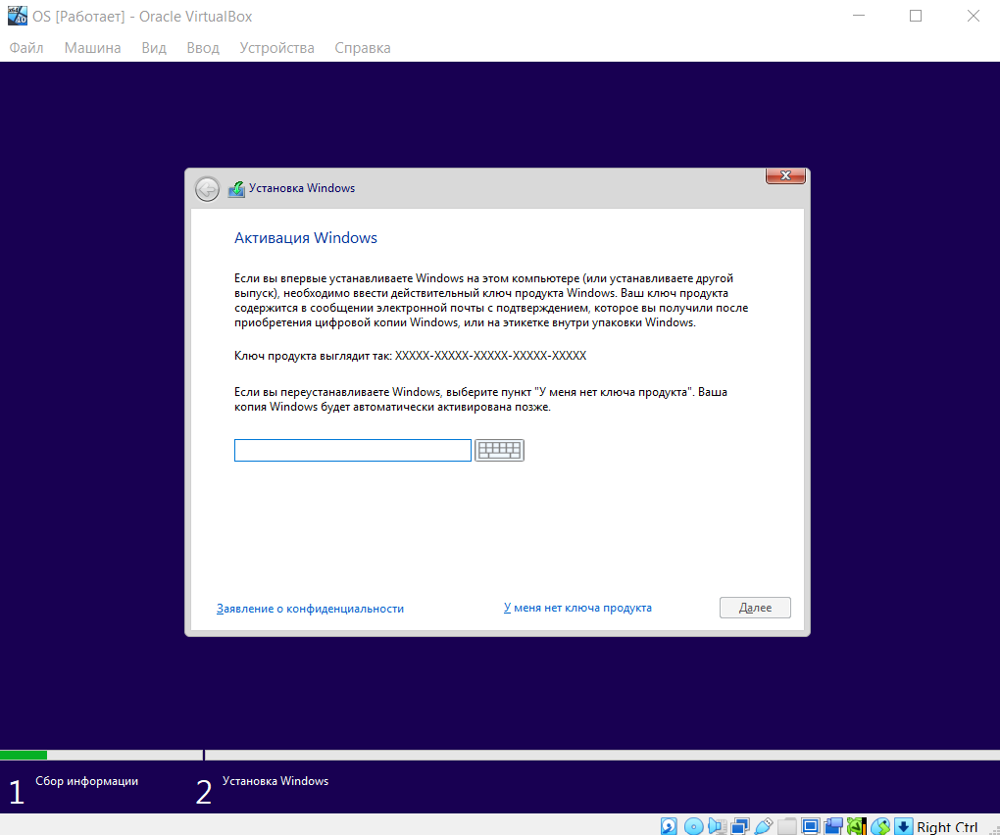 OS [Работает] - Oracle VirtualBox
Файл Машина Вид Ввод Устройства Справка
Установка Windows
Активация Windows
Если вы впервые устанавливаете Windows на этом компьютере (или устанавливаете другой
выпуск), необходимо ввести действительный ключ продукта Windows. Ваш ключ продукта
содержится в сообщении электронной почты с подтверждением, которое вы получили после
приобретения цифровой копии Windows, или на этикетке внутри упаковки Windows.
Ключ продукта выглядит так: XXXXX-XXXXX-XXXXX-XXXXX-XXXXX
Если вы переустанавливаете Windows, выберите пункт "У меня нет ключа продукта". Ваша
копия Windows будет автоматически активирована позже.
Заявление о конфиденциальности
У меня нет ключа продукта
Далее
1 Сбор информации
2 Установка Windows
Right Ctrl